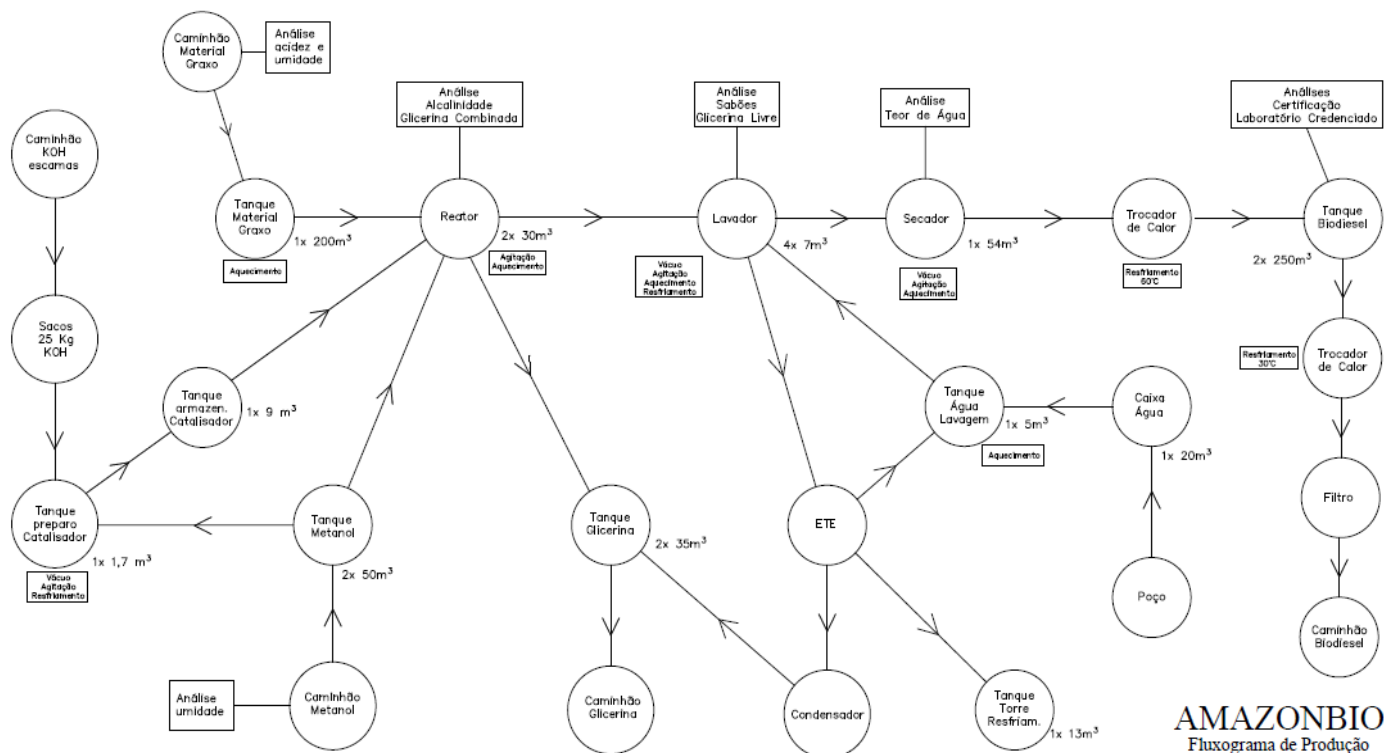 Caminhão
Material
Graxo
Análise
acidez e
umidade
Análise
Alcalinidade
Glicerina Combinada
Análise
Sabões
Glicerina Livre
Análise
Teor de Água
Análises
Certificação
Laboratório Credenciado
Caminhão
KOH
escamas
Tanque
Material
Graxo
1x 200m³
Aquecimento
Reator
2x 30m³
Agitação
Aquecimento
Lavador
4x 7m³
Vácuo
Agitação
Aquecimento
Resfriamento
Secador
1x 54m³
Vácuo
Agitação
Aquecimento
Trocador
de Calor
Resfriamento
60°C
Tanque
Biodiesel
2x 250m³
Sacos
25 Kg
KOH
Tanque
armazen.
Catalisador
1x 9 m³
Tanque
Água
Lavagem
1x 5m³
Aquecimento
Caixa
Água
1x 20m³
Resfriamento
30°C
Trocador
de Calor
Tanque
preparo
Catalisador
1x 1,7 m³
Vácuo
Agitação
Resfriamento
Tanque
Metanol
2x 50m³
Tanque
Glicerina
2x 35m³
ETE
Poço
Filtro
Análise
umidade
Caminhão
Metanol
Caminhão
Glicerina
Condensador
Tanque
Torre
Resfriam.
1x 13m³
Caminhão
Biodiesel
AMAZONBIO
Fluxograma de Produção